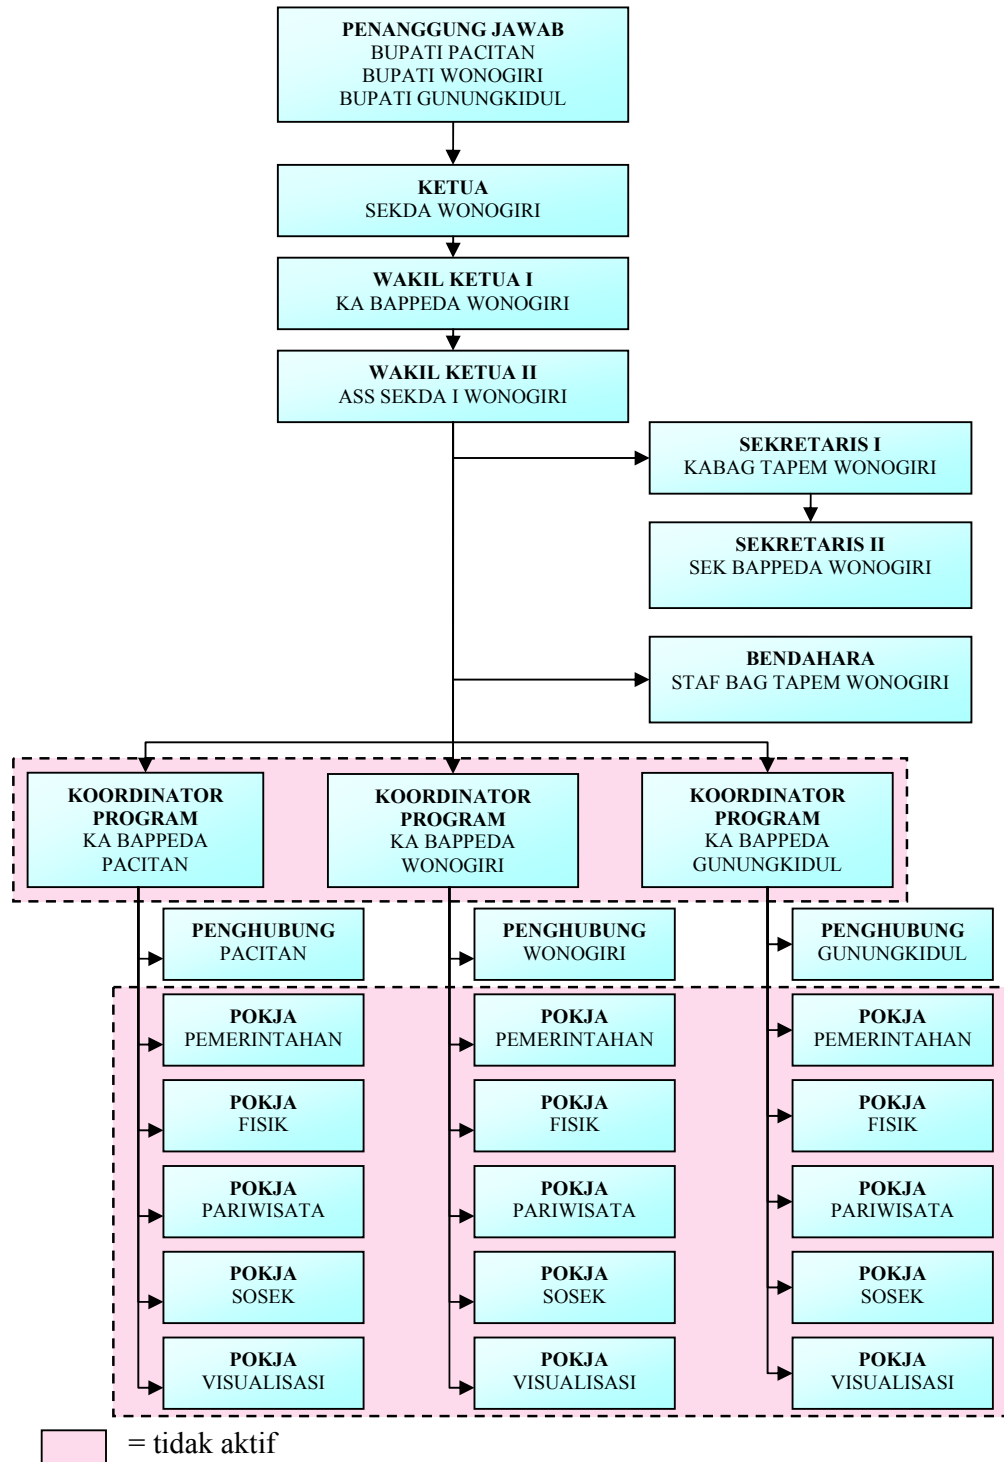 PENANGGUNG JAWAB
BUPATI PACITAN
BUPATI WONOGIRI
BUPATI GUNUNGKIDUL
KETUA
SEKDA WONOGIRI
WAKIL KETUA I
KA BAPPEDA WONOGIRI
WAKIL KETUA II
ASS SEKDA I WONOGIRI
SEKRETARIS I
KABAG TAPEM WONOGIRI
SEKRETARIS II
SEK BAPPEDA WONOGIRI
BENDAHARA
STAF BAG TAPEM WONOGIRI
KOORDINATOR
PROGRAM
KA BAPPEDA
PACITAN
KOORDINATOR
PROGRAM
KA BAPPEDA
WONOGIRI
KOORDINATOR
PROGRAM
KA BAPPEDA
GUNUNGKIDUL
PENGHUBUNG
PACITAN
PENGHUBUNG
WONOGIRI
PENGHUBUNG
GUNUNGKIDUL
POKJA
PEMERINTAHAN
POKJA
PEMERINTAHAN
POKJA
PEMERINTAHAN
POKJA
FISIK
POKJA
FISIK
POKJA
FISIK
POKJA
PARIWISATA
POKJA
PARIWISATA
POKJA
PARIWISATA
POKJA
SOSEK
POKJA
SOSEK
POKJA
SOSEK
POKJA
VISUALISASI
POKJA
VISUALISASI
POKJA
VISUALISASI
= tidak aktif